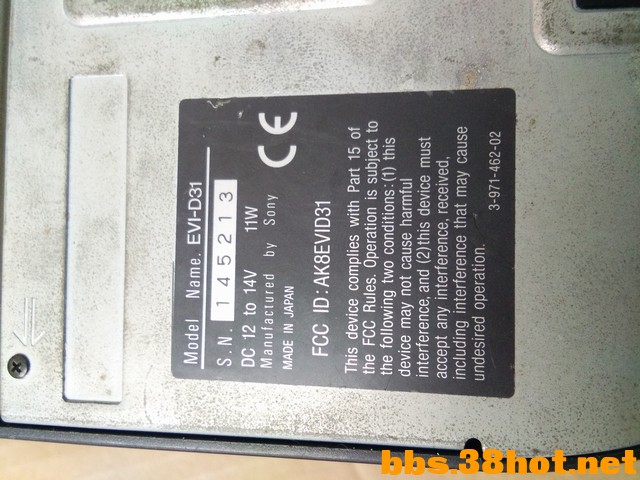 Model Name. EVI-D31
S.N. 145213
DC 12 to 14V 11W
Manufactured by Sony
MADE IN JAPAN
CE
FCC ID:AK8EVID31
This device complies with Part 15 of
the FCC Rules. Operation is subject to
the following two conditions:(1) this
device may not cause harmful
interference, and (2)this device must
accept any interference, received,
including interference that may cause
undesired operation.
3-971-462-02
bbs.38hot.net